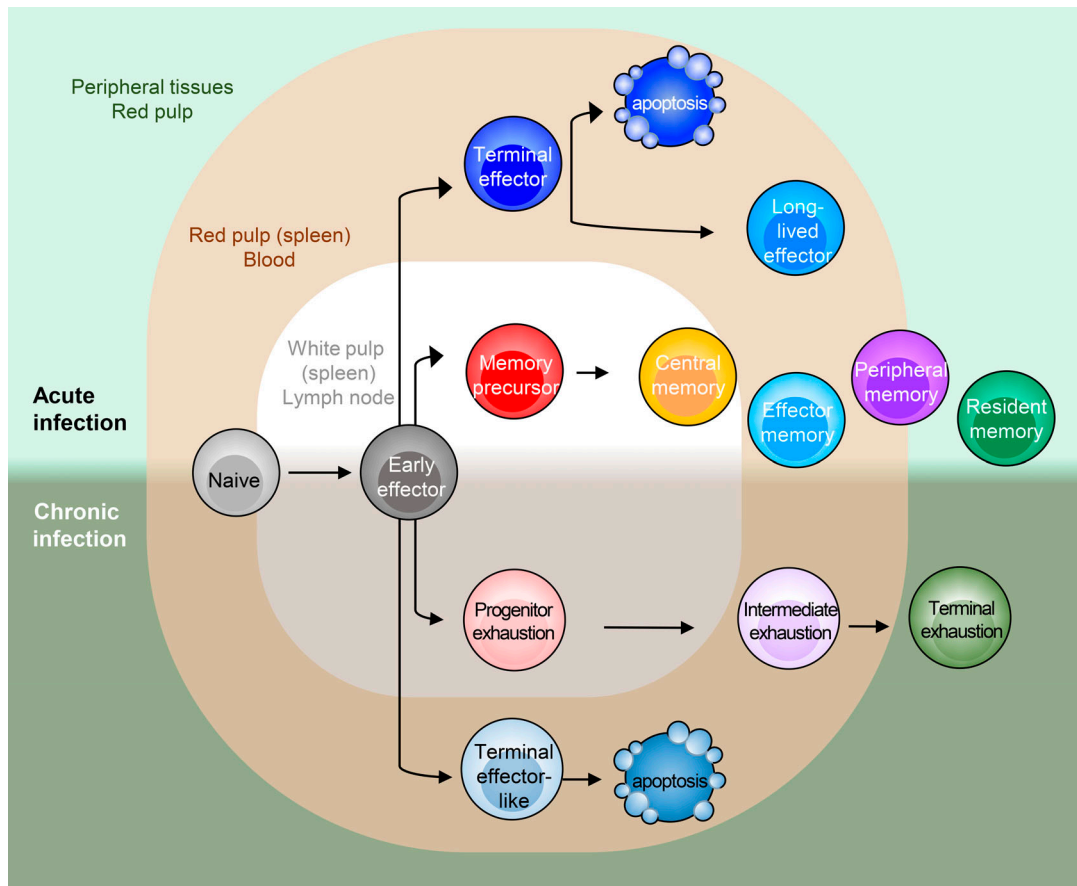 Peripheral tissues
Red pulp
apoptosis
Terminal
effector
Long-
lived
effector
Red pulp (spleen)
Blood
White pulp
(spleen)
Lymph node
Memory
precursor
Central
memory
Peripheral
memory
Effector
memory
Resident
memory
Acute
infection
Naive
Early
effector
Chronic
infection
Progenitor
exhaustion
Intermediate
exhaustion
Terminal
exhaustion
Terminal
effector-
like
apoptosis